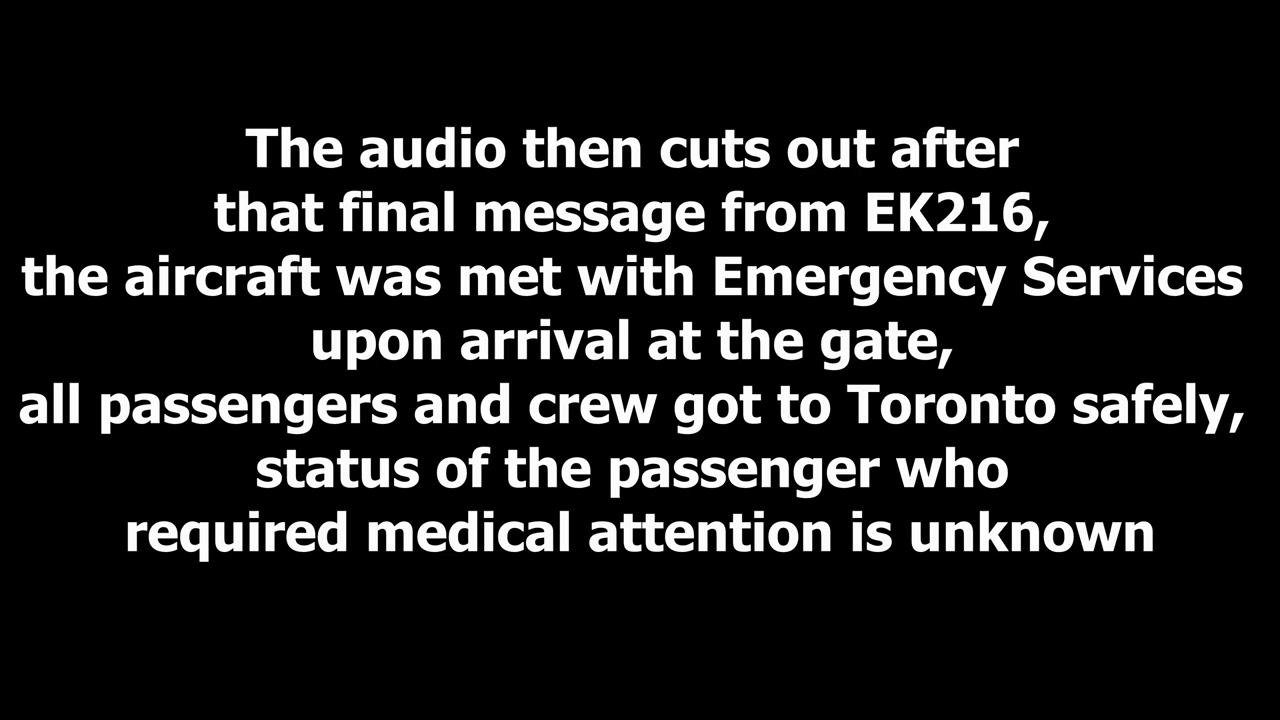 The audio then cuts out after
that final message from EK216,
the aircraft was met with Emergency Services
upon arrival at the gate,
all passengers and crew got to Toronto safely,
status of the passenger who
required medical attention is unknown